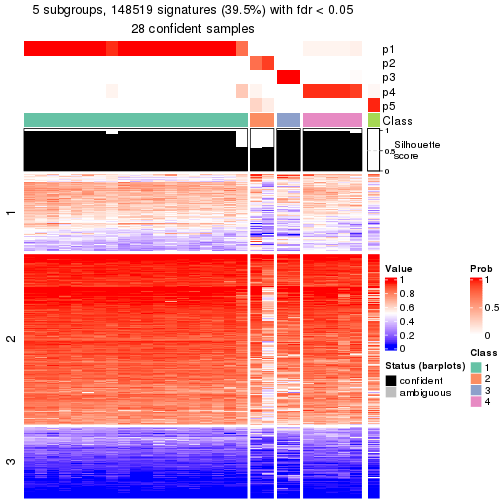 5 subgroups, 148519 signatures (39.5%) with fdr < 0.05
28 confident samples
p1
p2
p3
p4
p5
Class
1
0.5
0
Silhouette
score
1
2
3
Value
1
0.8
0.6
0.4
0.2
0
Status (barplots)
confident
ambiguous
Prob
1
0.5
0
Class
1
2
3
4